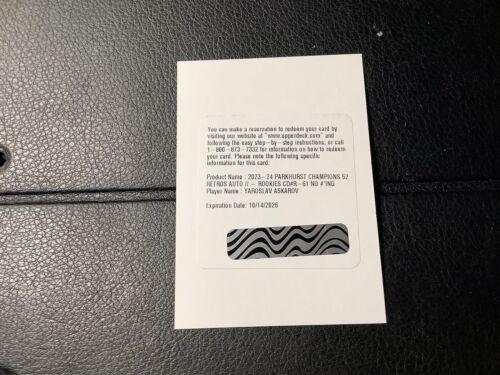 You can make a reservation to redeem your card by
visiting our website at "www.upperdeck.com" and
following the easy step-by-step instructions, or call
1-800-873-7332 for information on how to redeem
your card. Please note the following specific
information for this card:
Product Name : 2023-24 PARKHURST CHAMPIONS 52
RETROS AUTO // - ROOKIES CD#R-61 NO #'ING
Player Name : YAROSLAV ASKAROV
Expiration Date: 10/14/2026